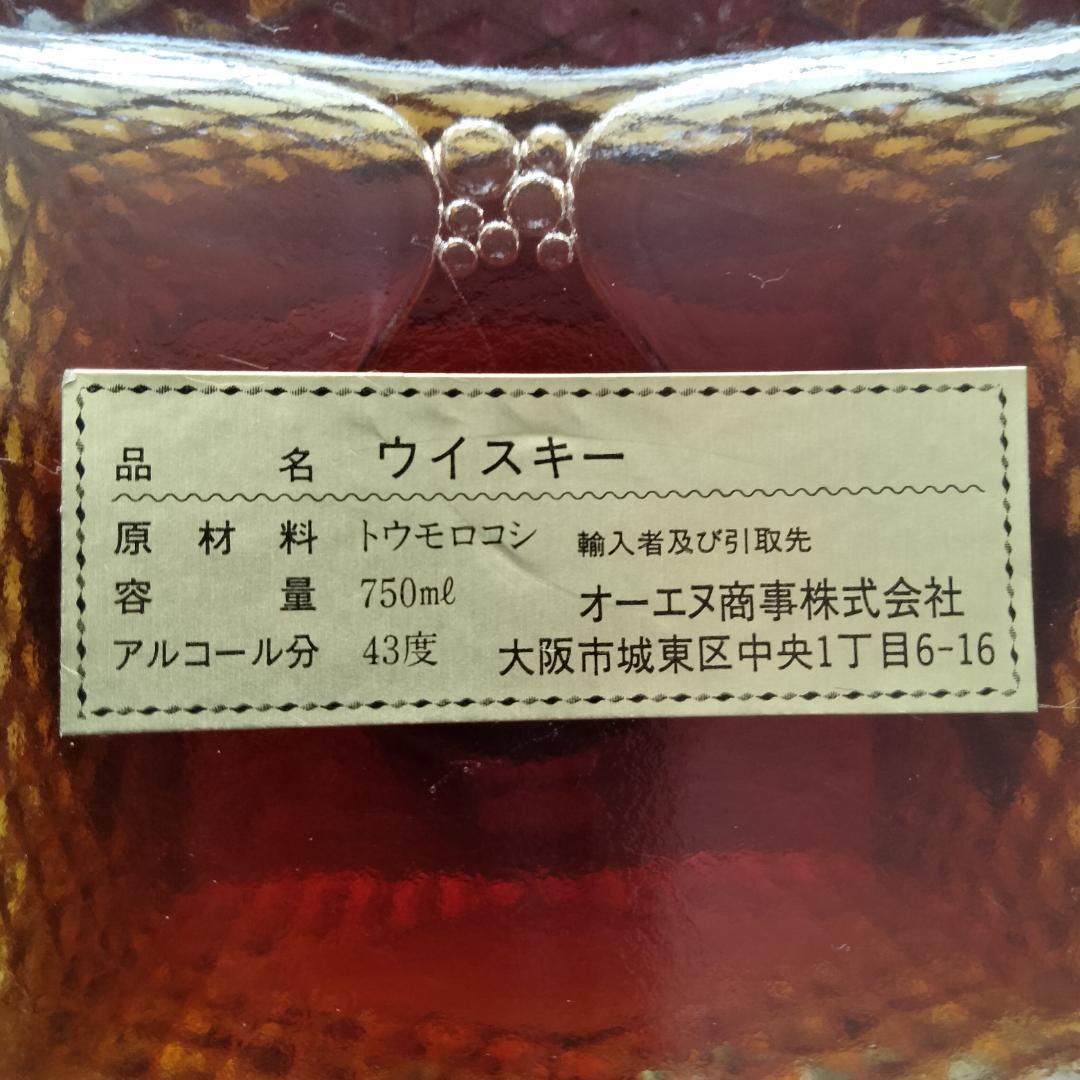 品名 ウイスキー
原材料 トウモロコシ 輸入者及び引取先
容量 750mℓ オーエヌ商事株式会社
アルコール分 43度 大阪市城東区中央1丁目6-16